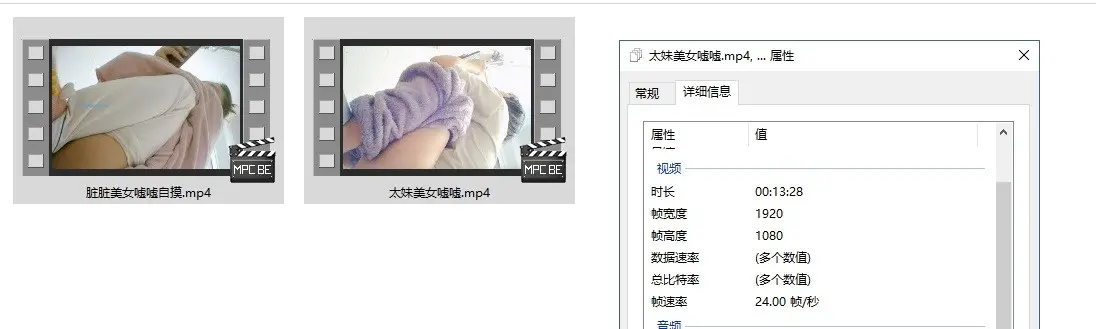 MPC BE
MPC BE
脏脏美女嘘嘘自摸.mp4
太妹美女嘘嘘.mp4
太妹美女嘘嘘.mp4, ... 属性
常规
详细信息
属性 值
视频
时长 00:13:28
帧宽度 1920
帧高度 1080
数据速率 (多个数值)
总比特率 (多个数值)
帧速率 24.00 帧/秒
音频